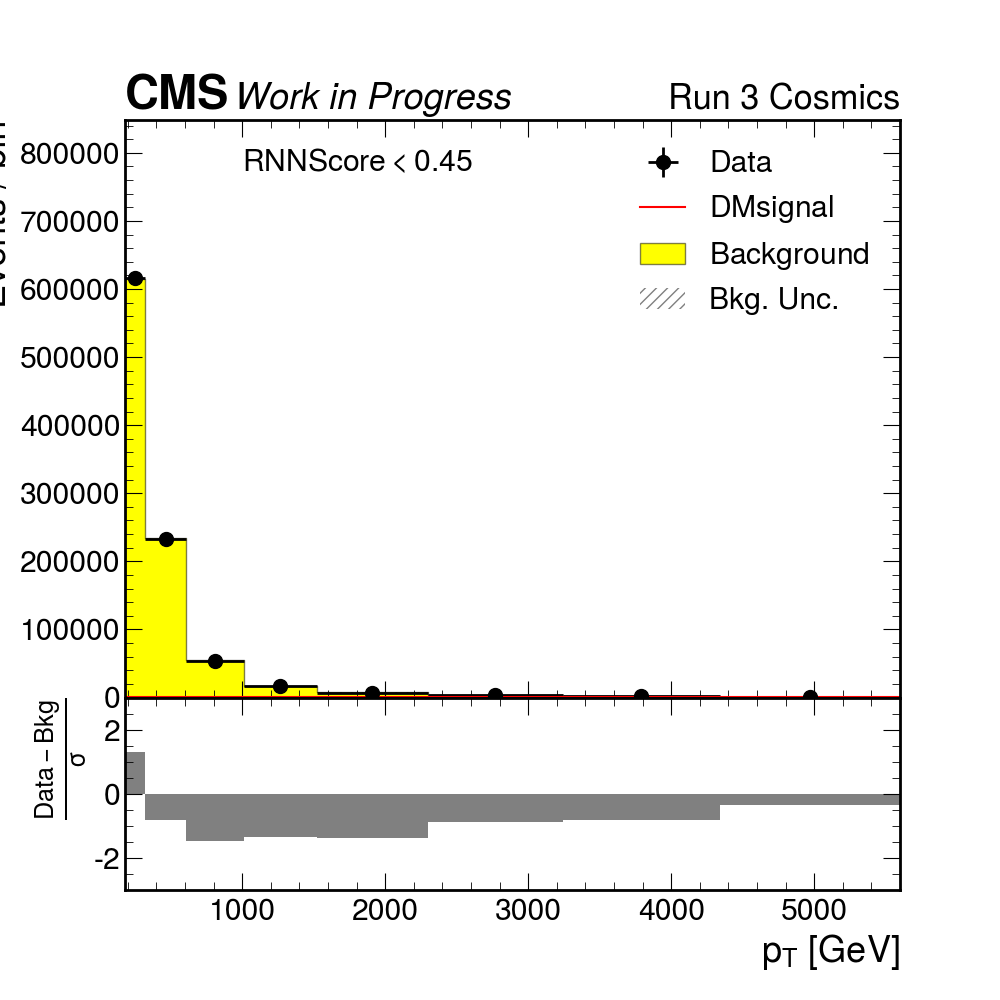 CMS Work in Progress Run 3 Cosmics
RNNScore < 0.45
Data
DMsignal
Background
Bkg. Unc.
800000
700000
600000
500000
400000
300000
200000
100000
0
Data – Bkg
σ
2
0
-2
1000 2000 3000 4000 5000
pT [GeV]